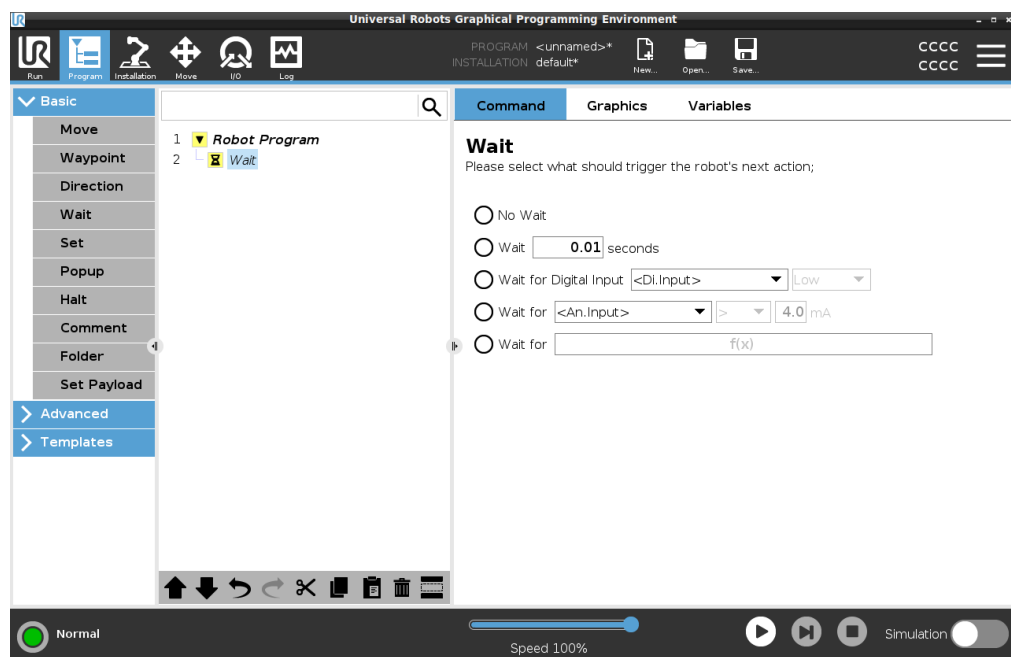 UR
Universal Robots Graphical Programming Environment
UR
Run
Program
Installation
Move
I/O
Log
PROGRAM <unnamed>*
INSTALLATION default*
New...
Open...
Save...
CCCC
CCCC
Basic
Move
Waypoint
Direction
Wait
Set
Popup
Halt
Comment
Folder
Set Payload
Advanced
Templates
1 Robot Program
2 Wait
Command Graphics Variables
Wait
Please select what should trigger the robot's next action;
No Wait
Wait 0.01 seconds
Wait for Digital Input <Di.Input> Low
Wait for <An.Input> > 4.0 mA
Wait for f(x)
Normal
Speed 100%
Simulation